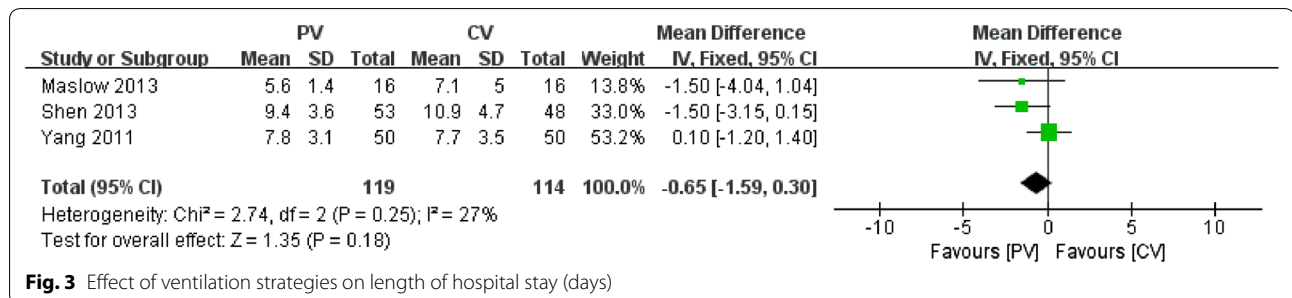 PV CV Mean Difference Mean Difference
Study or Subgroup Mean SD Total Mean SD Total Weight IV, Fixed, 95% CI IV, Fixed, 95% CI
Maslow 2013 5.6 1.4 16 7.1 5 16 13.8% -1.50 [-4.04, 1.04]
Shen 2013 9.4 3.6 53 10.9 4.7 48 33.0% -1.50 [-3.15, 0.15]
Yang 2011 7.8 3.1 50 7.7 3.5 50 53.2% 0.10 [-1.20, 1.40]
Total (95% CI) 119 114 100.0% -0.65 [-1.59, 0.30]
Heterogeneity: Chi² = 2.74, df = 2 (P = 0.25); I² = 27%
Test for overall effect: Z = 1.35 (P = 0.18)
-10 -5 0 5 10
Favours [PV] Favours [CV]
Fig. 3 Effect of ventilation strategies on length of hospital stay (days)